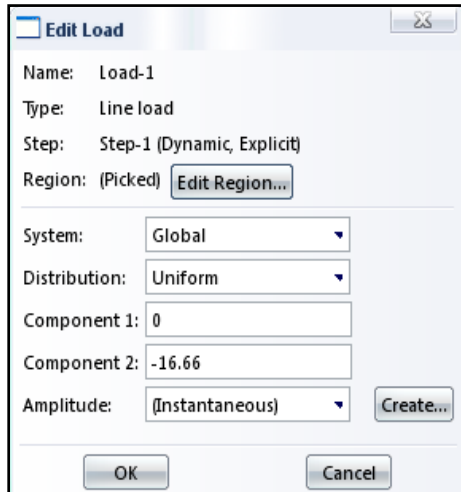 Edit Load
Name: Load-1
Type: Line load
Step: Step-1 (Dynamic, Explicit)
Region: (Picked) Edit Region...
System: Global
Distribution: Uniform
Component 1: 0
Component 2: -16.66
Amplitude: (Instantaneous) Create...
OK Cancel